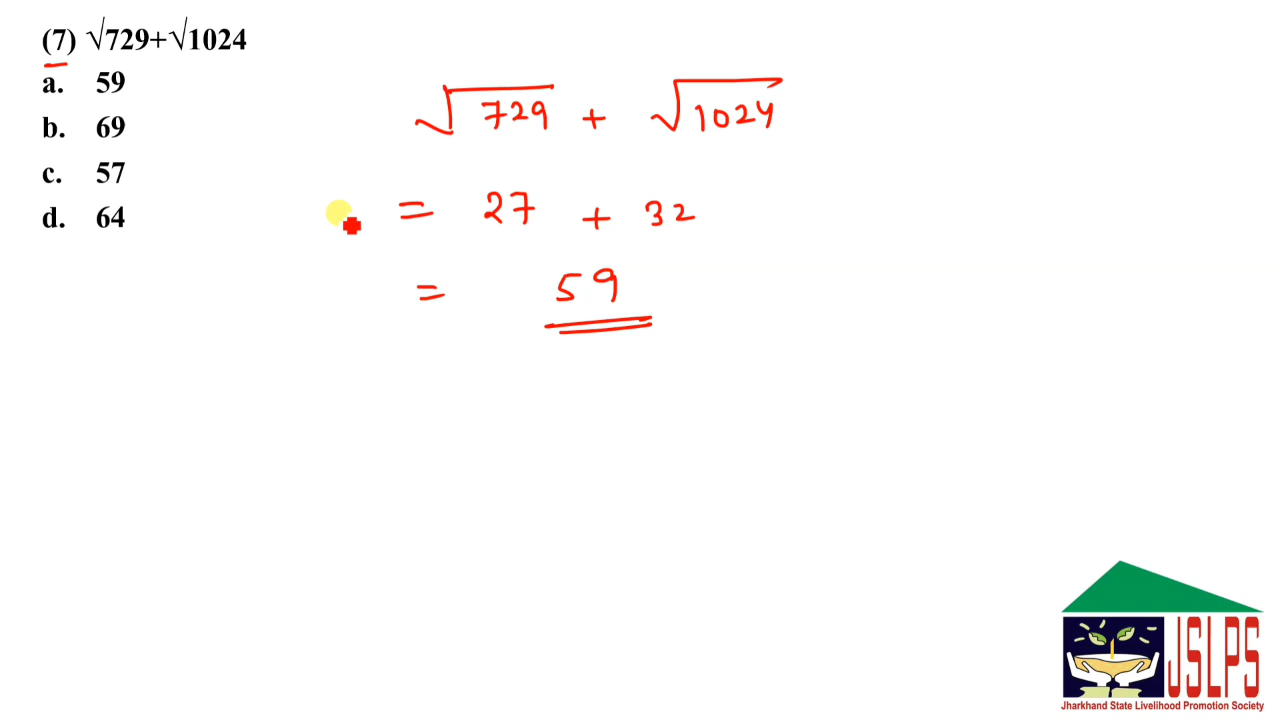 (7) √729+√1024
a. 59
b. 69
c. 57
d. 64
√729 + √1024
= 27 + 32
= 59
JSLPS
Jharkhand State Livelihood Promotion Society